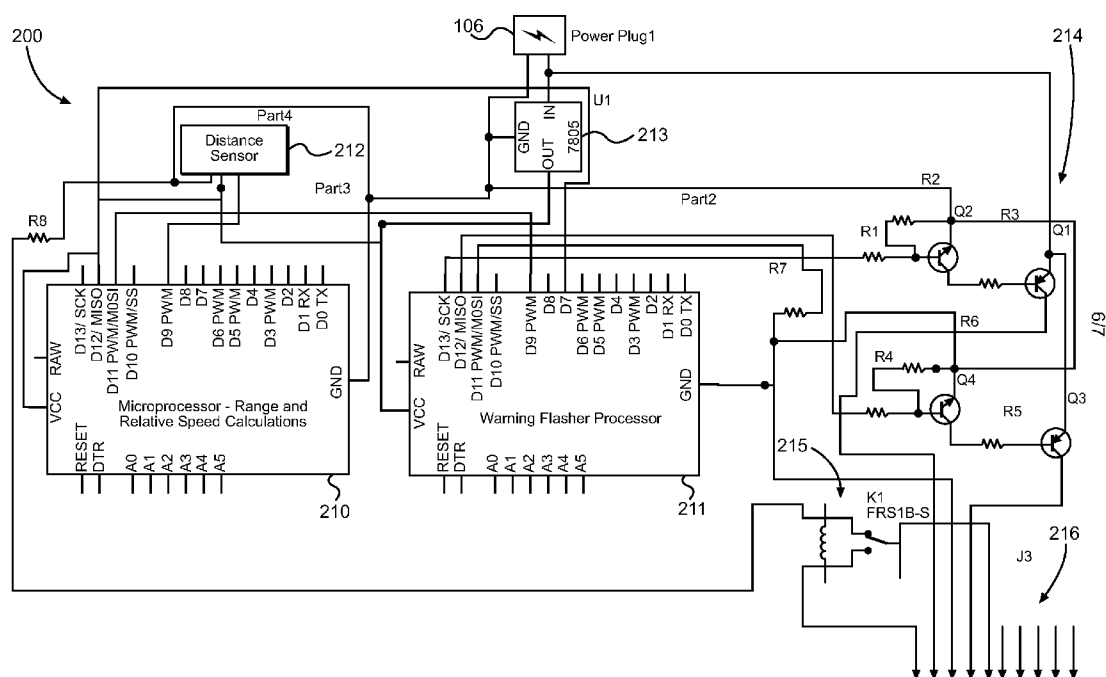 200
106
Power Plug1
214
U1
IN
GND
OUT
7805
213
Part4
Distance
Sensor
212
Part3
Part2
R2
R8
R1
Q2
R3
Q1
R7
D13/ SCK
D12/ MISO
D11 PWM/M0SI
D10 PWM/SS
D9 PWM
D8
D7
D6 PWM
D5 PWM
D4
D3 PWM
D2
D1 RX
D0 TX
RAW
VCC
GND
Microprocessor - Range and
Relative Speed Calculations
RESET
DTR
A0
A1
A2
A3
A4
A5
210
D13/ SCK
D12/ MISO
D11 PWM/M0SI
D10 PWM/SS
D9 PWM
D8
D7
D6 PWM
D5 PWM
D4
D3 PWM
D2
D1 RX
D0 TX
RAW
VCC
GND
Warning Flasher Processor
RESET
DTR
A0
A1
A2
A3
A4
A5
211
R6
R4
Q4
R5
Q3
6/7
215
K1
FRS1B-S
J3
216